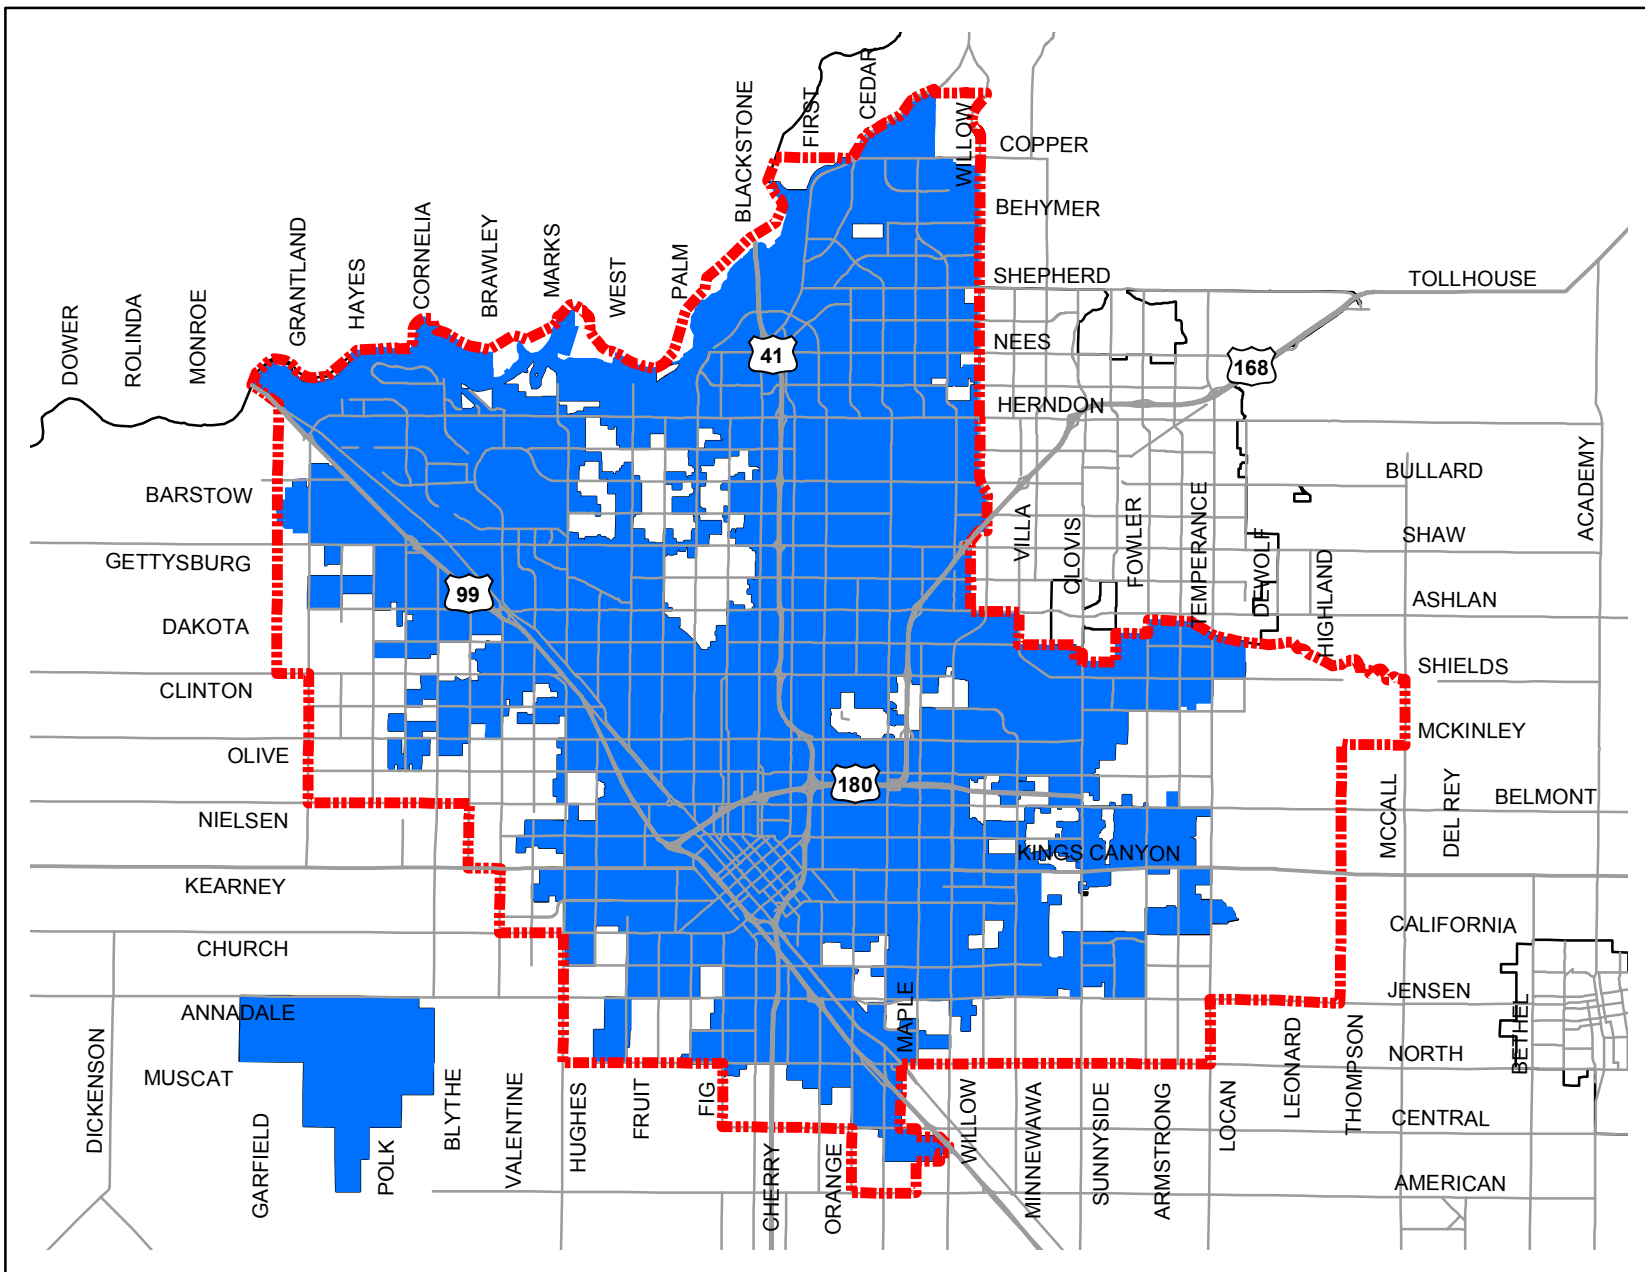 CEDAR
FIRST
BLACKSTONE
WILLOW
COPPER
BEHYMER
CORNELIA
GRANTLAND
BRAWLEY
MARKS
PALM
WEST
HAYES
SHEPHERD
TOLLHOUSE
MONROE
ROLINDA
DOWER
NEES
41
168
HERNDON
ACADEMY
BULLARD
BARSTOW
TEMPERANCE
FOWLER
VILLA
CLOVIS
DEWOLF
HIGHLAND
SHAW
GETTYSBURG
99
ASHLAN
DAKOTA
SHIELDS
CLINTON
MCKINLEY
OLIVE
180
MCCALL
DEL REY
BELMONT
NIELSEN
KINGS CANYON
KEARNEY
CALIFORNIA
CHURCH
JENSEN
ANNADALE
MAPLE
BETHEL
NORTH
DICKENSON
MUSCAT
BLYTHE
VALENTINE
HUGHES
FRUIT
FIG
WILLOW
MINNEWAWA
SUNNYSIDE
ARMSTRONG
LOCAN
LEONARD
THOMPSON
CENTRAL
GARFIELD
POLK
CHERRY
ORANGE
AMERICAN